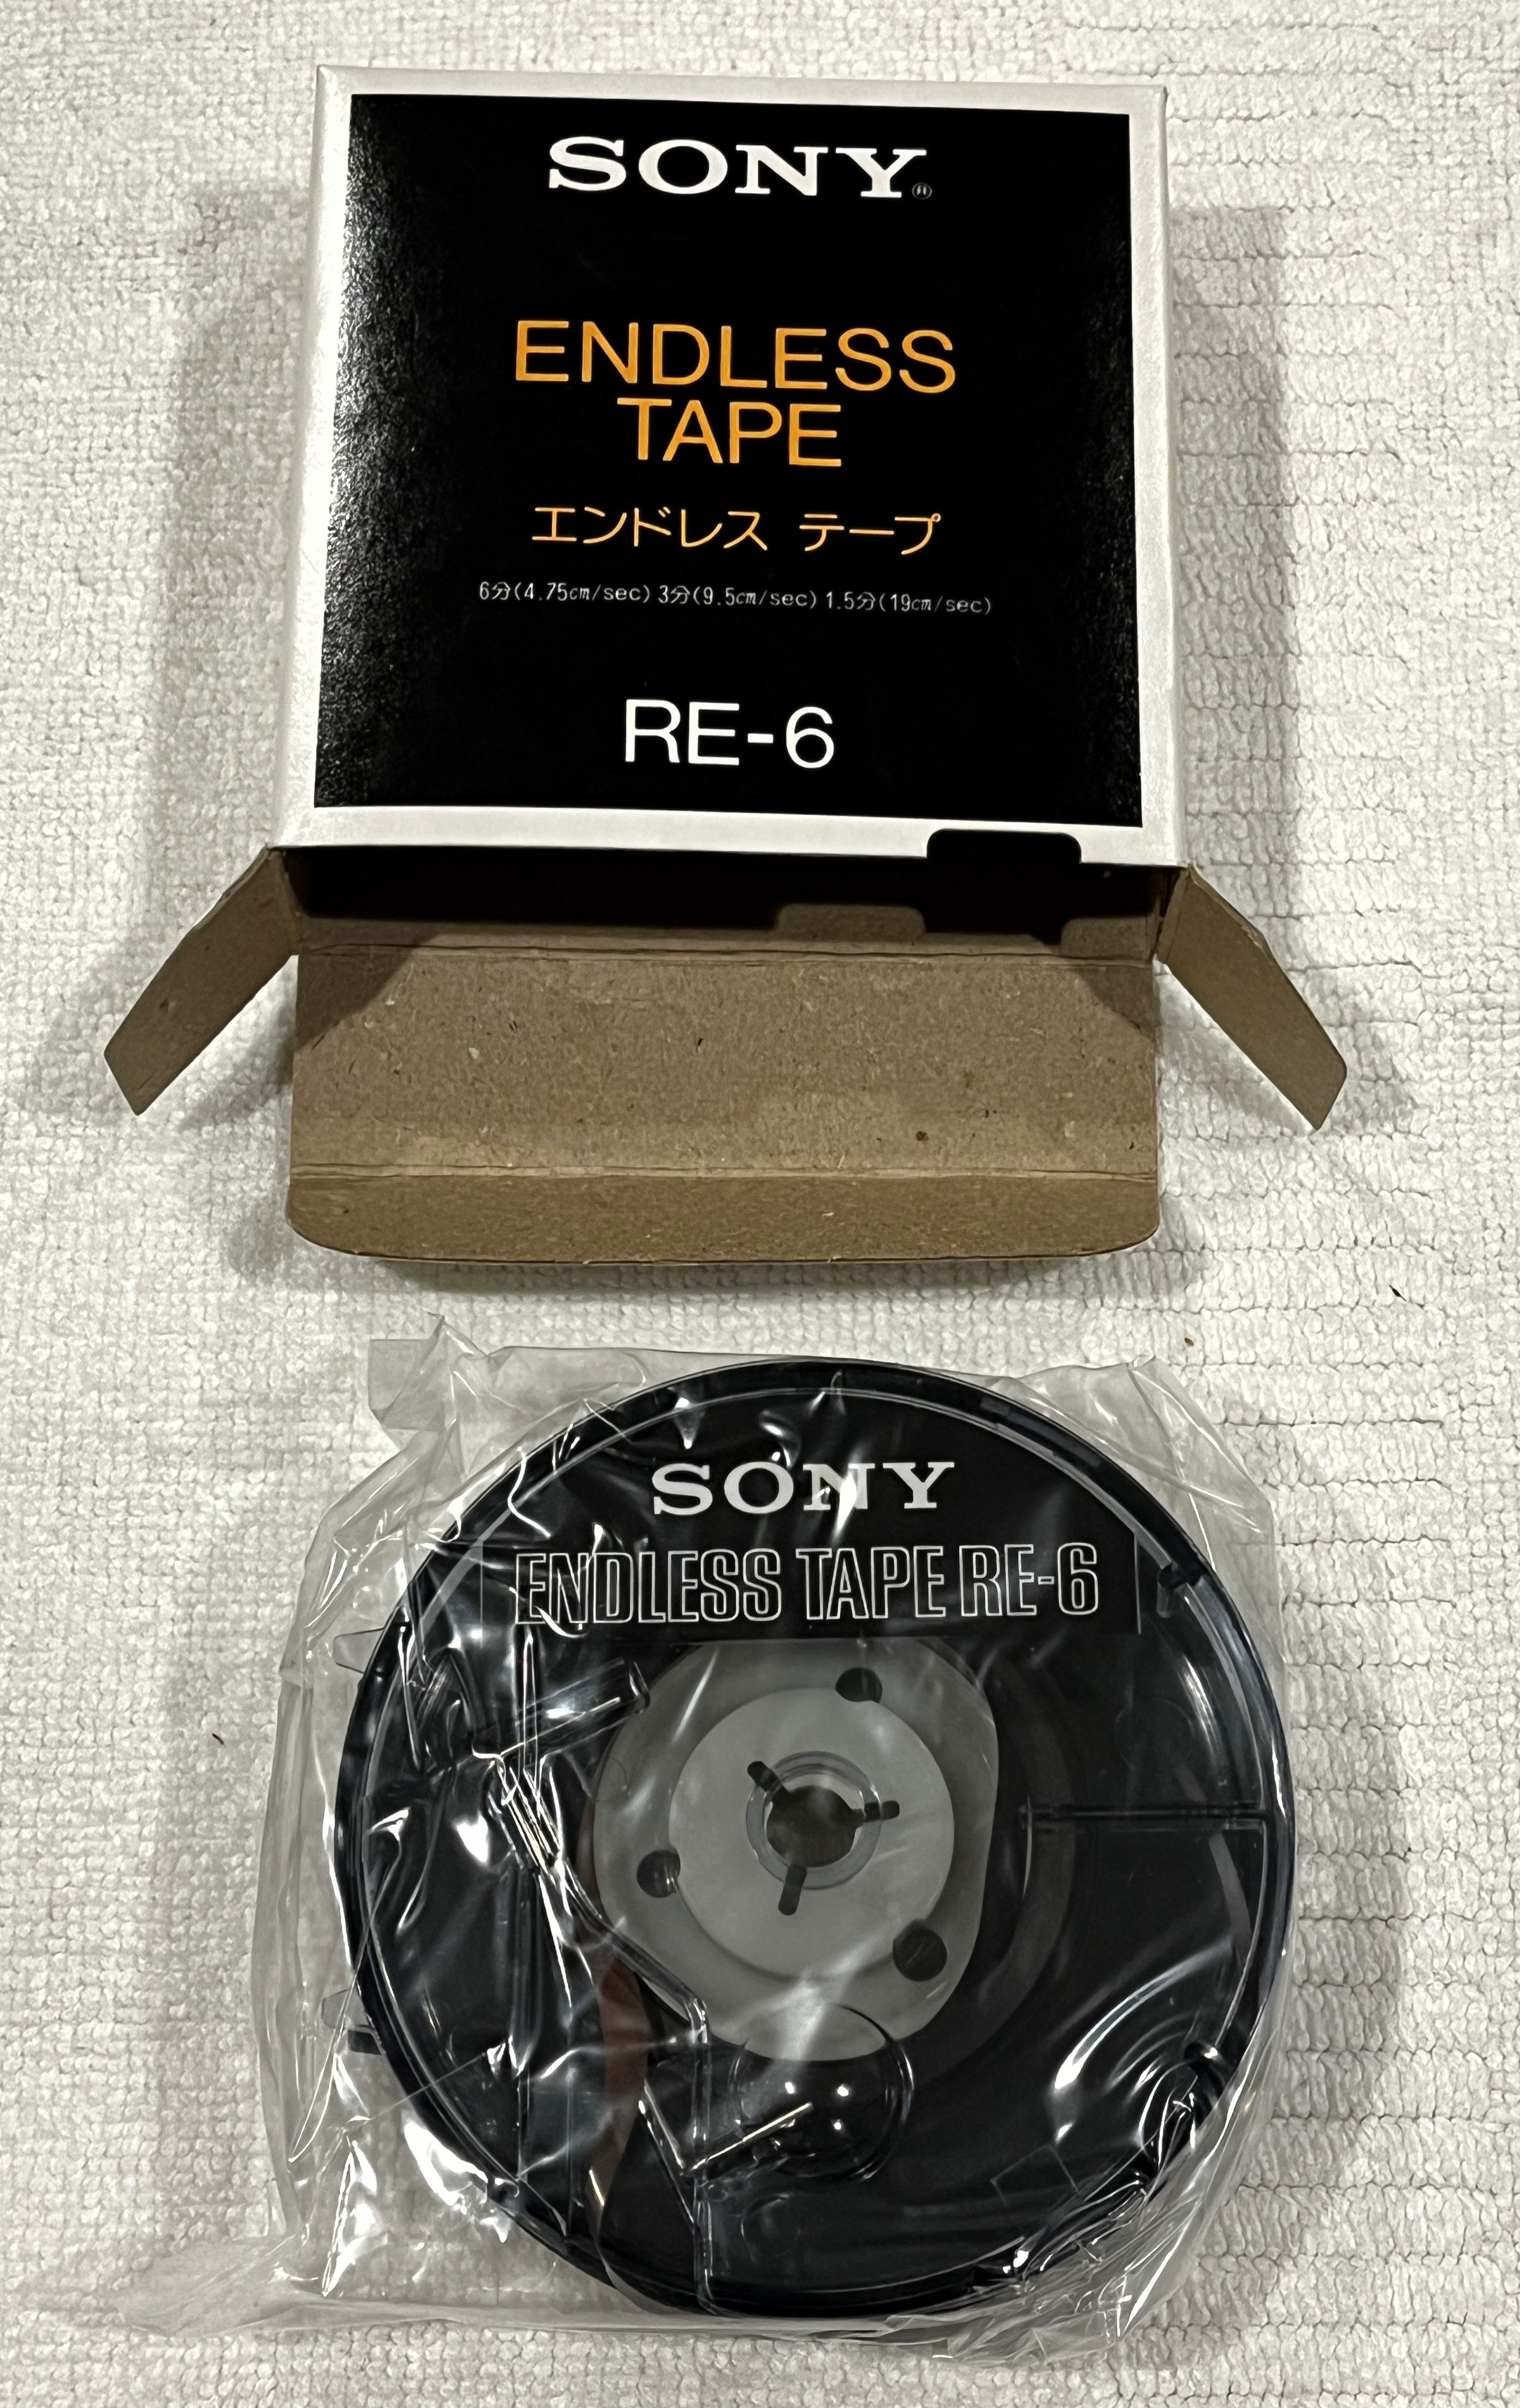 SONY®
ENDLESS
TAPE
エンドレス テープ
6分(4.75cm/sec) 3分(9.5cm/sec) 1.5分(19cm/sec)
RE-6
SONY
ENDLESS TAPE RE-6